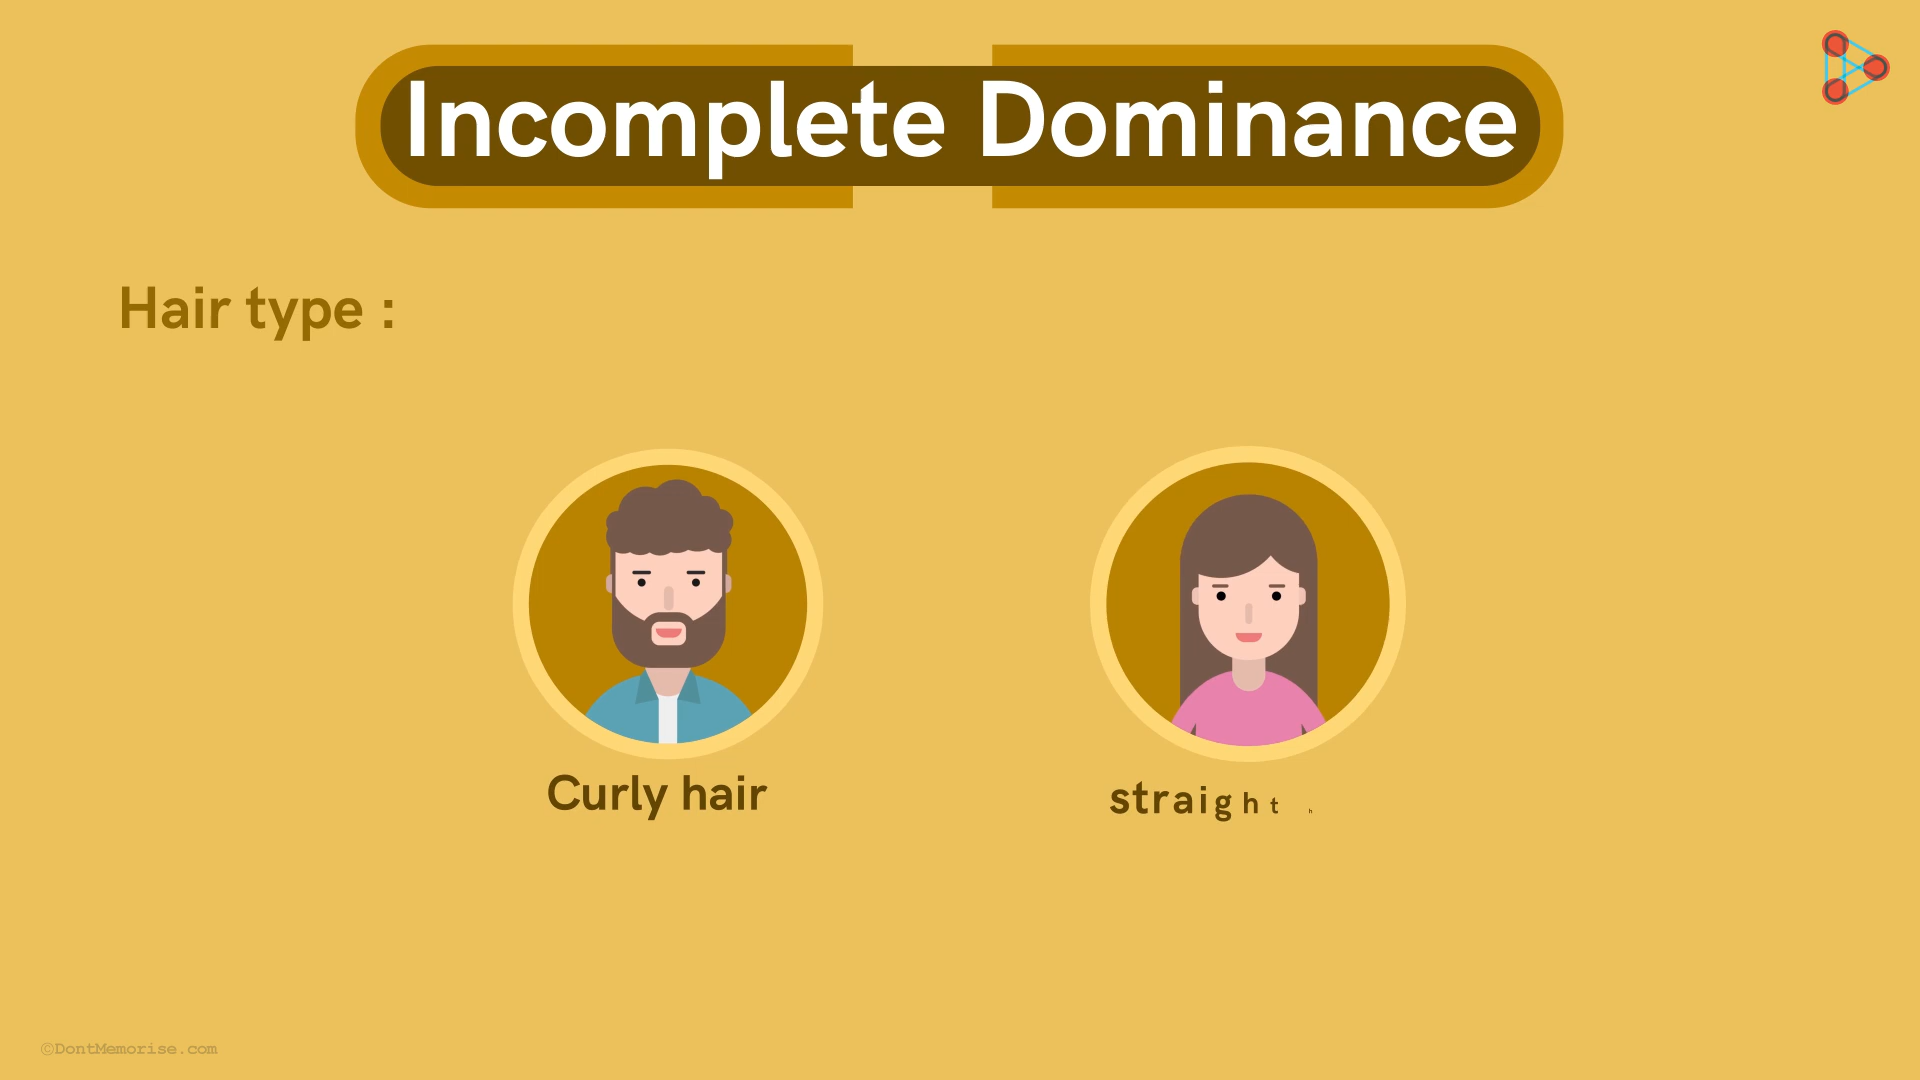 Incomplete Dominance
Hair type :
Curly hair
straight h
©DontMemorise.com